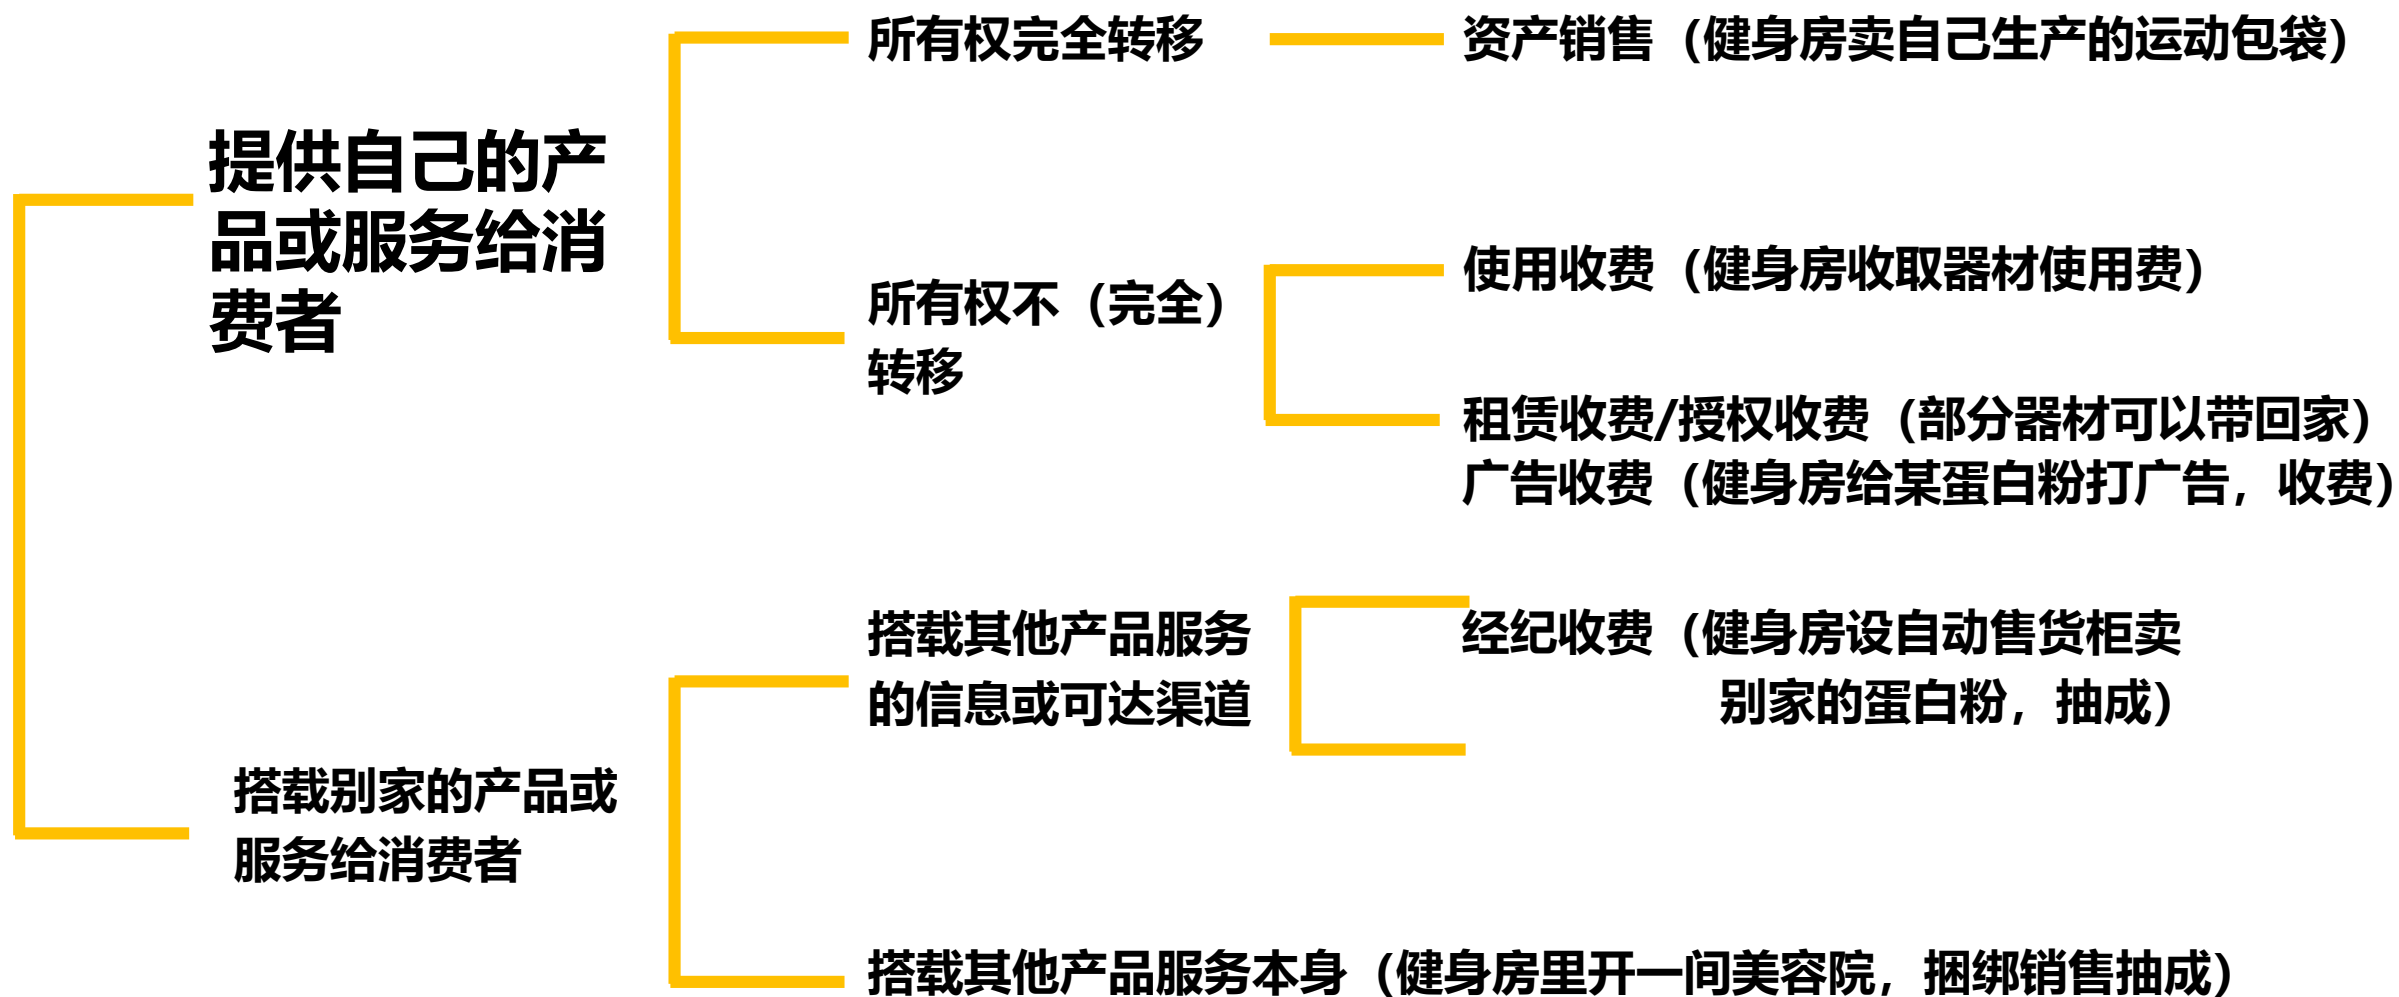 提供自己的产
品或服务给消
费者
所有权完全转移
资产销售（健身房卖自己生产的运动包袋）
所有权不（完全）
转移
使用收费（健身房收取器材使用费）
租赁收费/授权收费（部分器材可以带回家）
广告收费（健身房给某蛋白粉打广告，收费）
搭载别家的产品或
服务给消费者
搭载其他产品服务
的信息或可达渠道
经纪收费（健身房设自动售货柜卖
别家的蛋白粉，抽成）
搭载其他产品服务本身（健身房里开一间美容院，捆绑销售抽成）